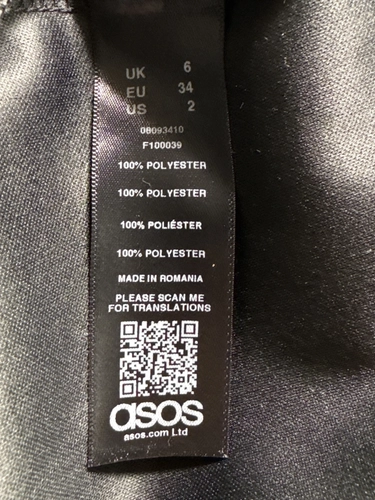 UK 6
EU 34
US 2
08093410
F100039
100% POLYESTER
100% POLYESTER
100% POLIÉSTER
100% POLYESTER
MADE IN ROMANIA
PLEASE SCAN ME
FOR TRANSLATIONS
asos
asos.com Ltd